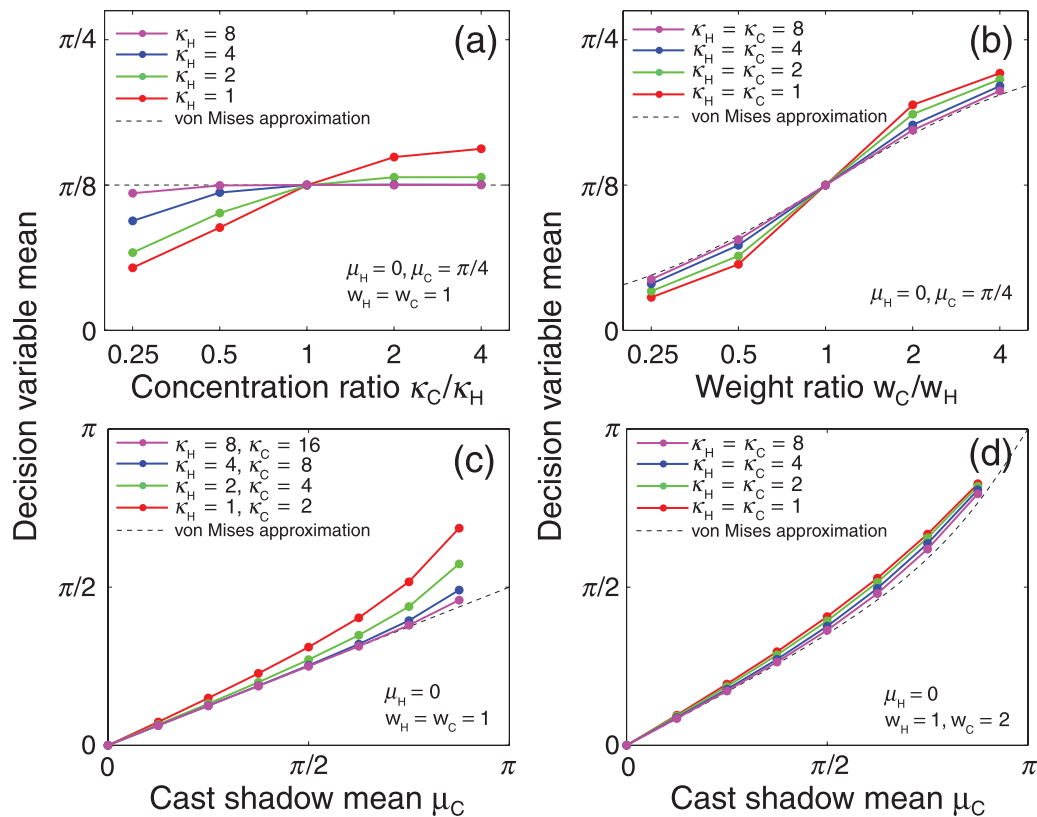 Decision variable mean
π/4
π/8
0
(a)
κH = 8
κH = 4
κH = 2
κH = 1
von Mises approximation
μH = 0, μC = π/4
wH = wC = 1
0.25 0.5 1 2 4
Concentration ratio κC/κH
Decision variable mean
π/4
π/8
0
(b)
κH = κC = 8
κH = κC = 4
κH = κC = 2
κH = κC = 1
von Mises approximation
μH = 0, μC = π/4
0.25 0.5 1 2 4
Weight ratio wC/wH
π
π/2
0
(c)
κH = 8, κC = 16
κH = 4, κC = 8
κH = 2, κC = 4
κH = 1, κC = 2
von Mises approximation
μH = 0
wH = wC = 1
0 π/2 π
Cast shadow mean μC
π
π/2
0
(d)
κH = κC = 8
κH = κC = 4
κH = κC = 2
κH = κC = 1
von Mises approximation
μH = 0
wH = 1, wC = 2
0 π/2 π
Cast shadow mean μC